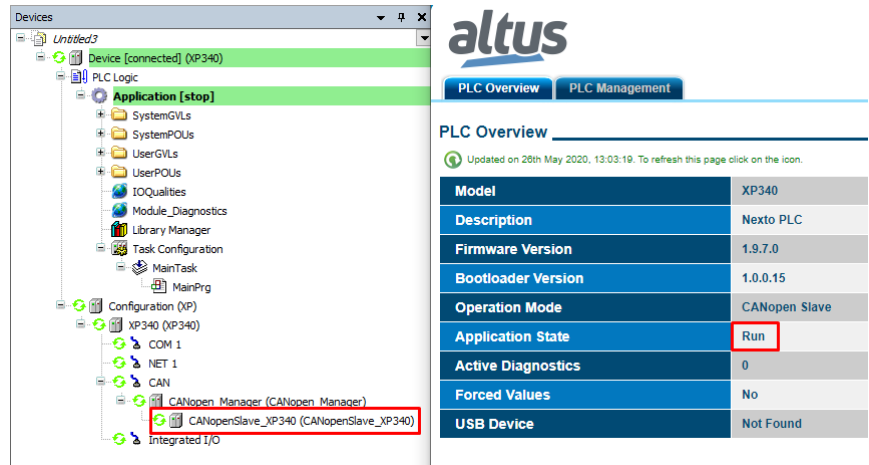 Devices
Untitled3
Device [connected] (XP340)
PLC Logic
Application [stop]
SystemGVLs
SystemPOUs
UserGVLs
UserPOUs
IOQualities
Module_Diagnostics
Library Manager
Task Configuration
MainTask
MainPrg
Configuration (XP)
XP340 (XP340)
COM 1
NET 1
CAN
CANopen_Manager (CANopen_Manager)
CANopenSlave_XP340 (CANopenSlave_XP340)
Integrated I/O
altus
PLC Overview PLC Management
PLC Overview
Updated on 26th May 2020, 13:03:19. To refresh this page click on the icon.
Model XP340
Description Nexto PLC
Firmware Version 1.9.7.0
Bootloader Version 1.0.0.15
Operation Mode CANopen Slave
Application State Run
Active Diagnostics 0
Forced Values No
USB Device Not Found